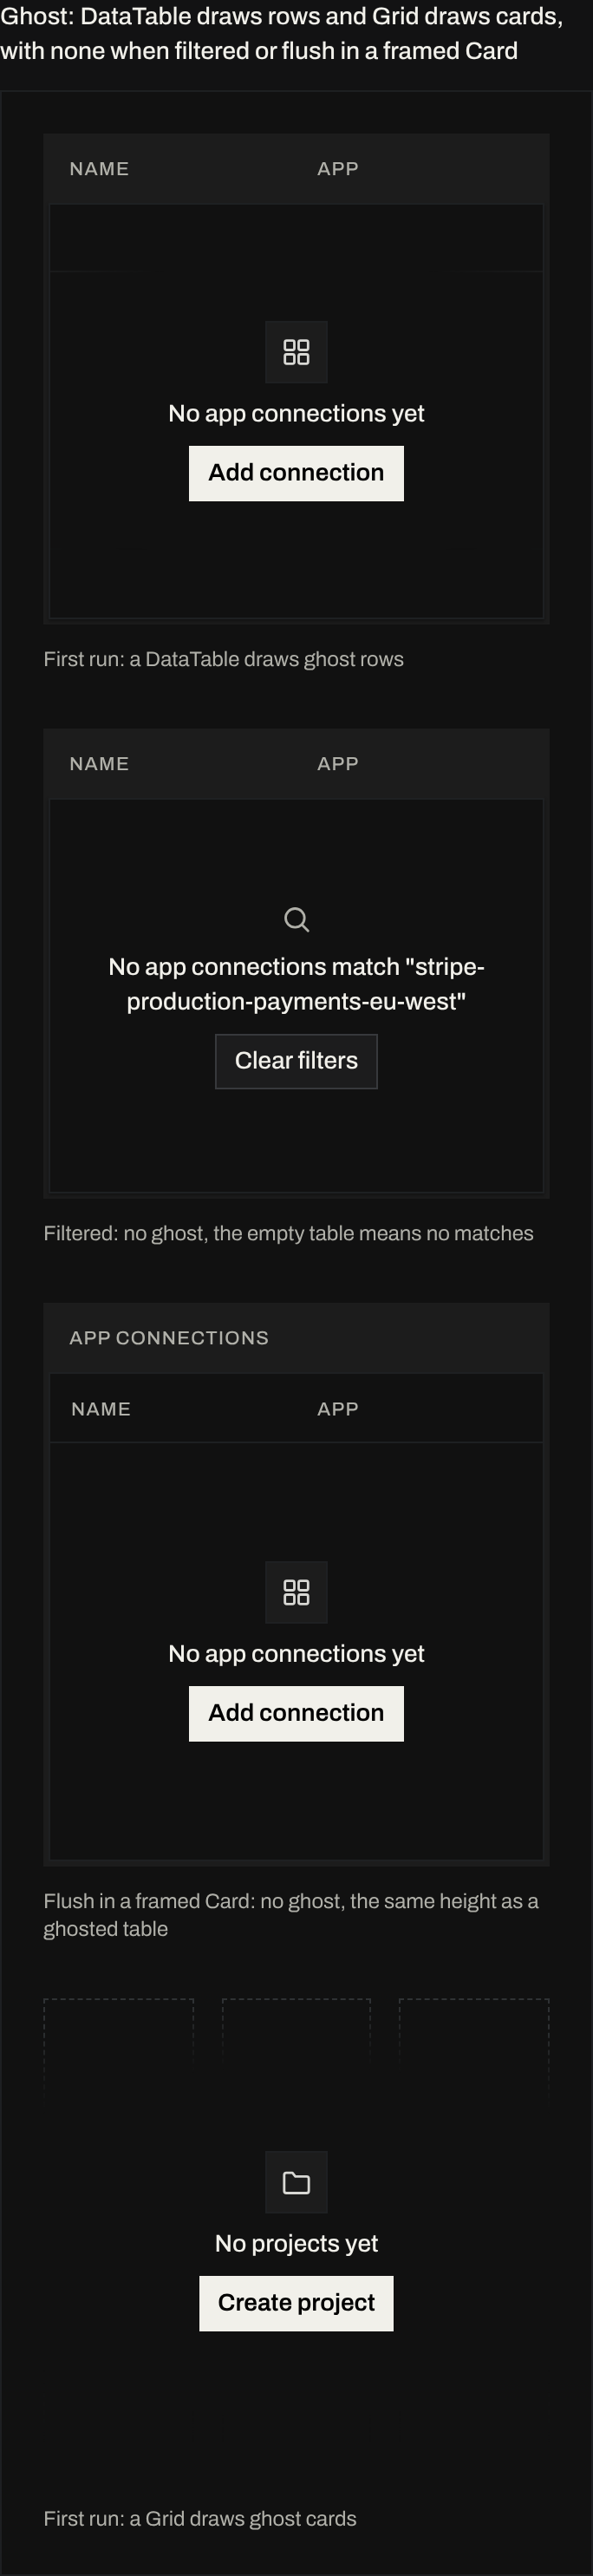 Ghost: DataTable draws rows and Grid draws cards,
with none when filtered or flush in a framed Card
NAME APP
No app connections yet
Add connection
First run: a DataTable draws ghost rows
NAME APP
No app connections match "stripe-
production-payments-eu-west"
Clear filters
Filtered: no ghost, the empty table means no matches
APP CONNECTIONS
NAME APP
No app connections yet
Add connection
Flush in a framed Card: no ghost, the same height as a
ghosted table
No projects yet
Create project
First run: a Grid draws ghost cards